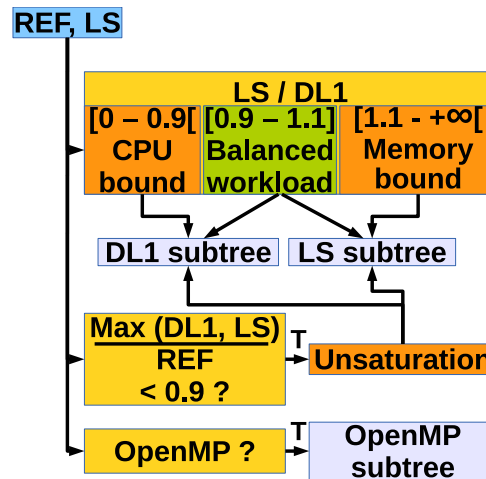 REF, LS
LS / DL1
[0 – 0.9[
CPU
bound
[0.9 – 1.1]
Balanced
workload
[1.1 - +∞[
Memory
bound
DL1 subtree
LS subtree
Max (DL1, LS)
REF
< 0.9 ?
T
Unsaturation
OpenMP ?
T
OpenMP
subtree